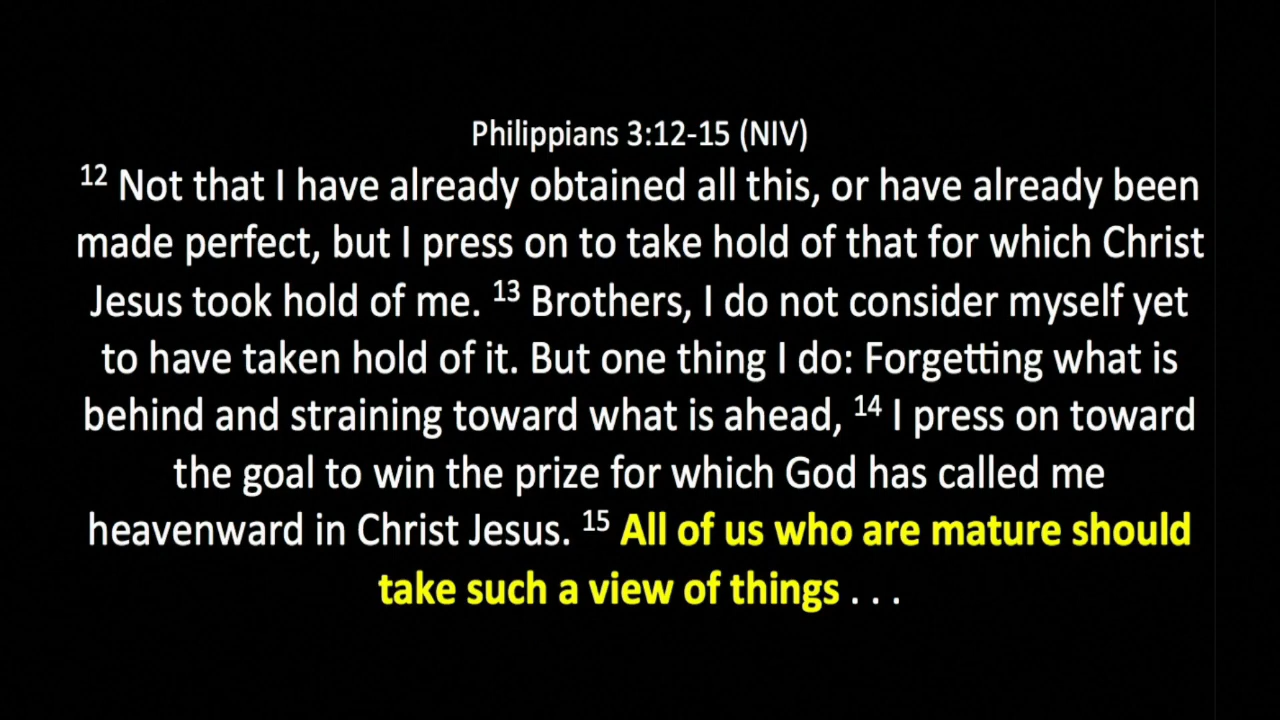 Philippians 3:12-15 (NIV)
12 Not that I have already obtained all this, or have already been
made perfect, but I press on to take hold of that for which Christ
Jesus took hold of me. 13 Brothers, I do not consider myself yet
to have taken hold of it. But one thing I do: Forgetting what is
behind and straining toward what is ahead, 14 I press on toward
the goal to win the prize for which God has called me
heavenward in Christ Jesus. 15 All of us who are mature should
take such a view of things . . .